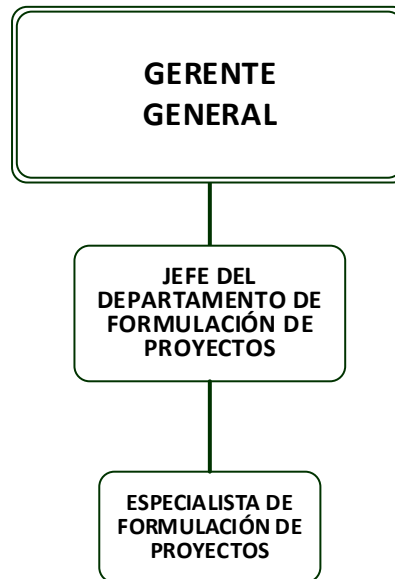 GERENTE
GENERAL
JEFE DEL
DEPARTAMENTO DE
FORMULACIÓN DE
PROYECTOS
ESPECIALISTA DE
FORMULACIÓN DE
PROYECTOS